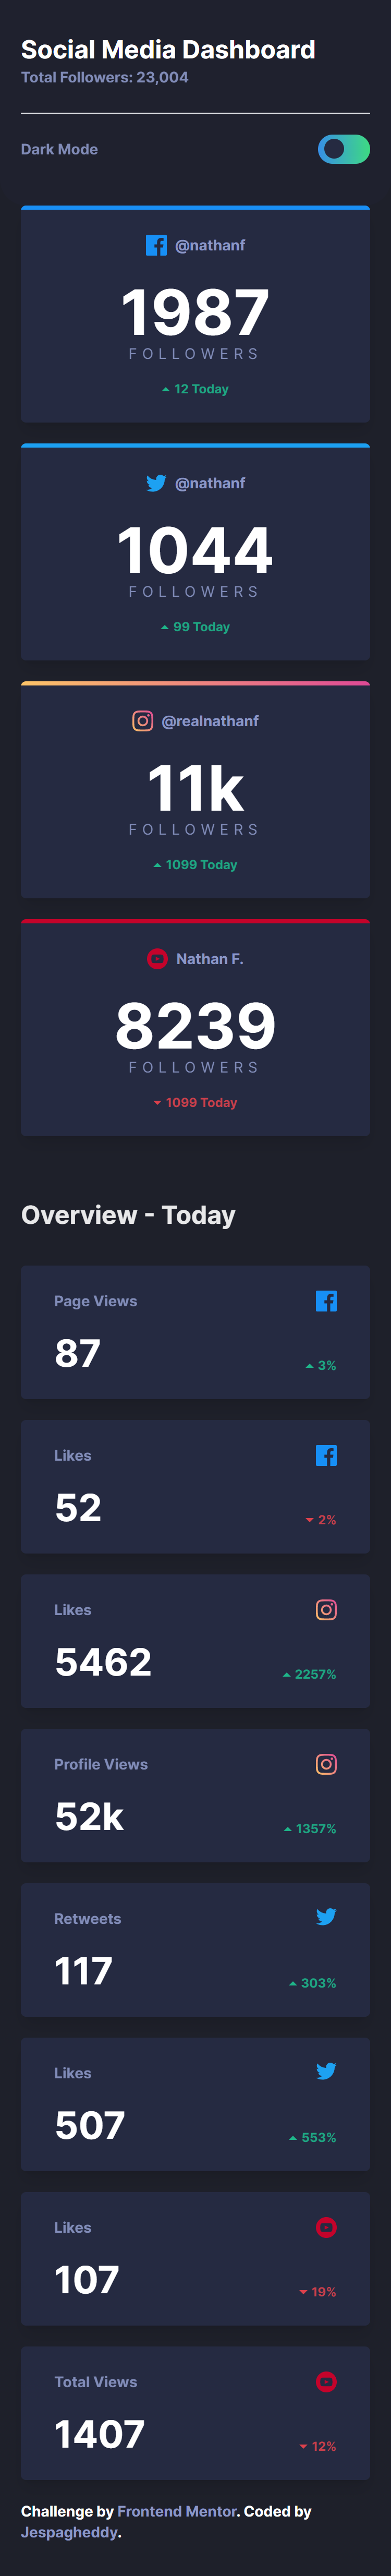 Social Media Dashboard
Total Followers: 23,004
Dark Mode
@nathanf
1987
FOLLOWERS
12 Today
@nathanf
1044
FOLLOWERS
99 Today
@realnathanf
11k
FOLLOWERS
1099 Today
Nathan F.
8239
FOLLOWERS
1099 Today
Overview - Today
Page Views
87
3%
Likes
52
2%
Likes
5462
2257%
Profile Views
52k
1357%
Retweets
117
303%
Likes
507
553%
Likes
107
19%
Total Views
1407
12%
Challenge by Frontend Mentor. Coded by
Jespagheddy.